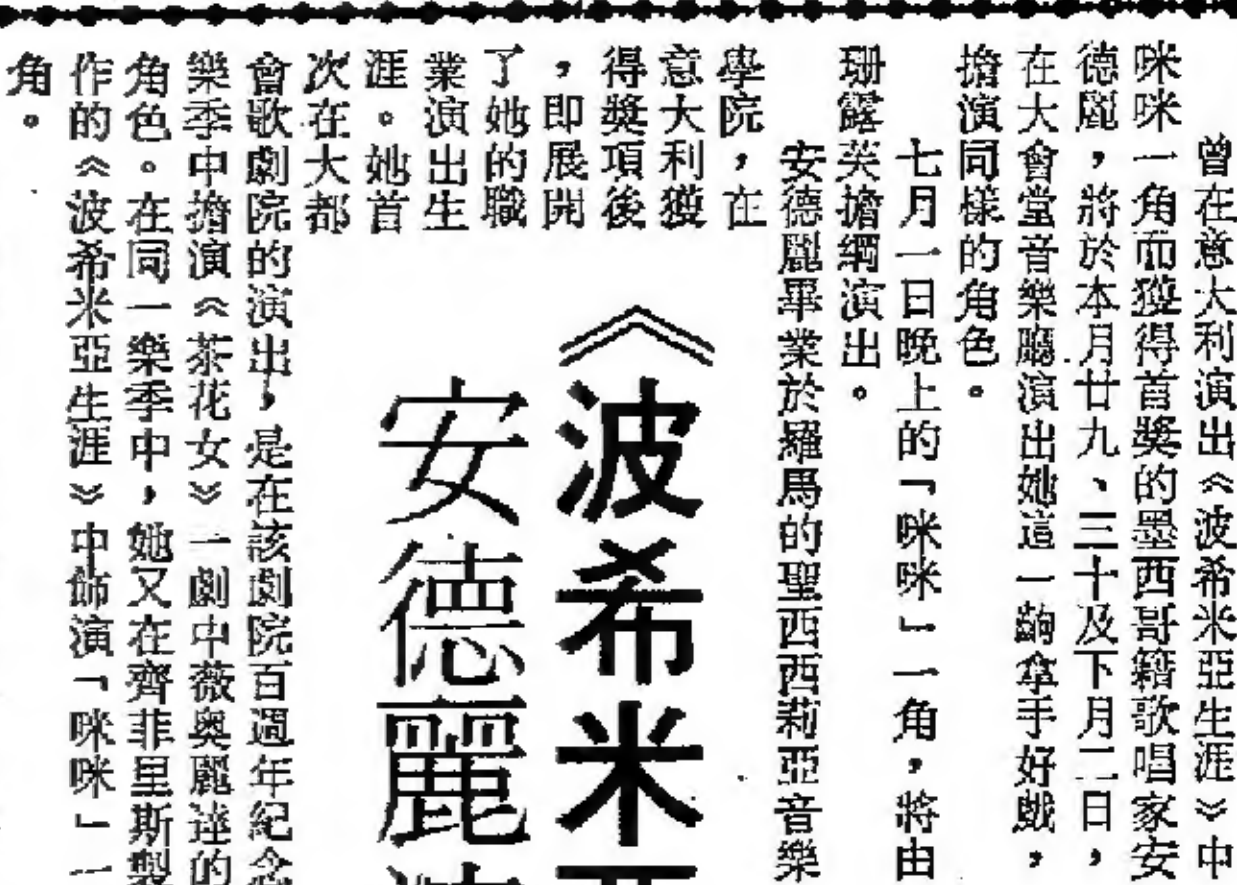 曾在意大利演出《波希米亞生涯》中
咪咪一角而獲得首獎的墨西哥籍歌唱家安
德麗，將於本月廿九、三十及下月二日，
在大會堂音樂廳演出她這一齣拿手好戲，
擔演同樣的角色。
七月一日晚上的「咪咪」一角，將由
珊露英擔綱演出。
安德麗畢業於羅馬的聖西西莉亞音樂
學院，在
意大利獲
得獎項後
，即展開
了她的職
業演出生
涯。她首
次在大都
會歌劇院的演出，是在該劇院百週年紀念
樂季中擔演《茶花女》一劇中薇奧麗達的
角色。在同一樂季中，她又在齊菲里斯製
作的《波希米亞生涯》中飾演「咪咪」一
角。
《波希米亞
安德麗